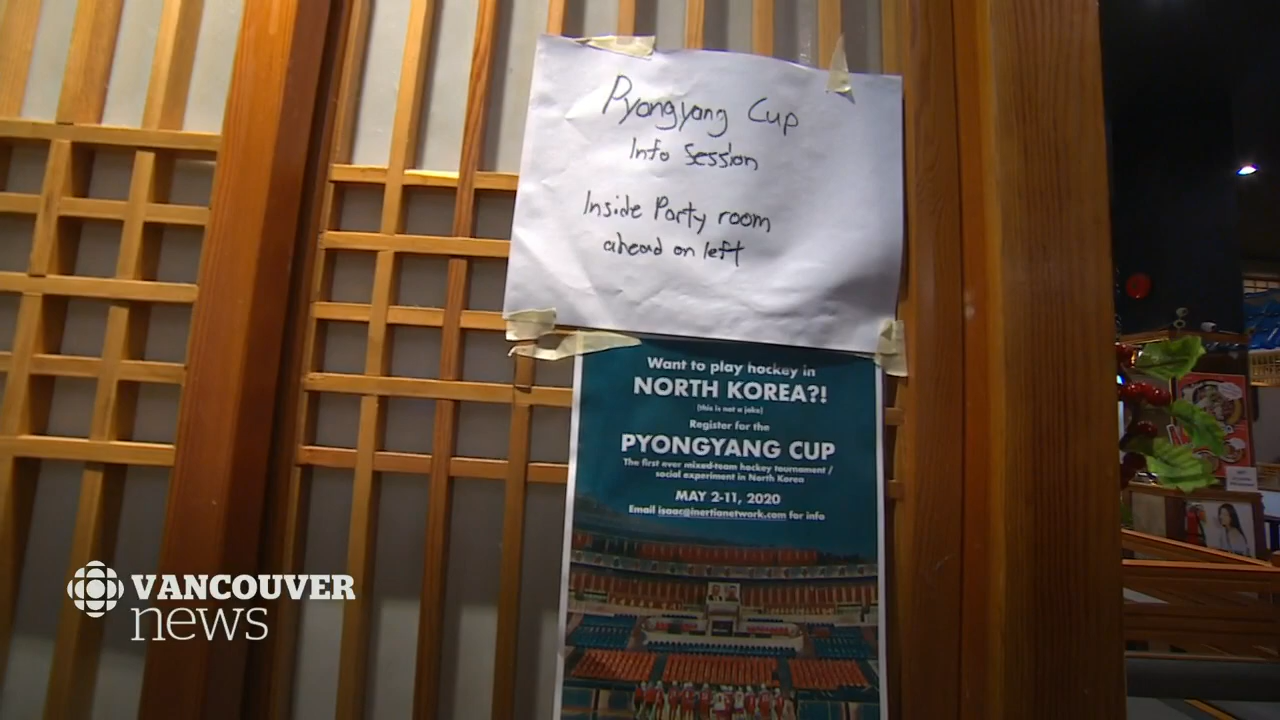 Pyongyang Cup
Info Session
Inside Party room
ahead on left
Want to play hockey in
NORTH KOREA?!
(this is not a joke)
Register for the
PYONGYANG CUP
The first ever mixed-team hockey tournament /
social experiment in North Korea
MAY 2-11, 2020
Email isaac@inertianetwork.com for info
VANCOUVER
news